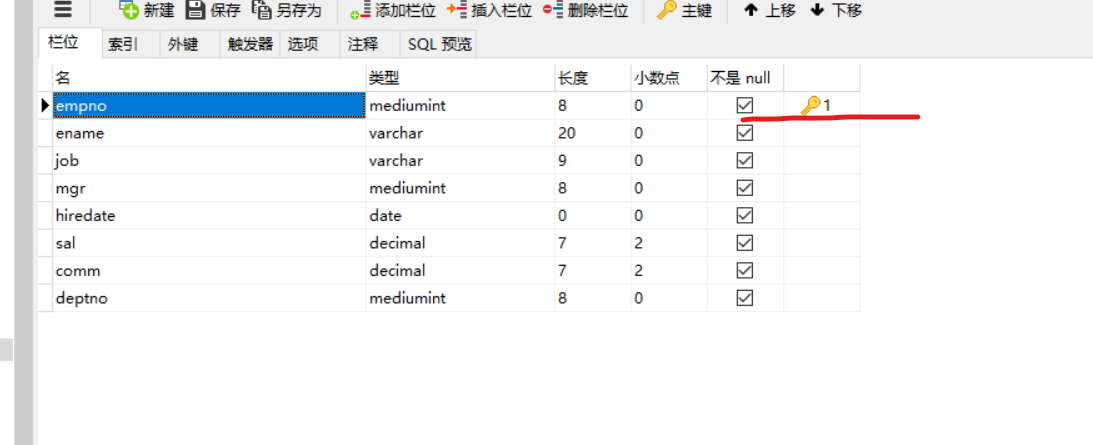 新建 保存 另存为 添加栏位 插入栏位 删除栏位 主键 上移 下移
栏位 索引 外键 触发器 选项 注释 SQL 预览
名 类型 长度 小数点 不是 null
empno mediumint 8 0 1
ename varchar 20 0
job varchar 9 0
mgr mediumint 8 0
hiredate date 0 0
sal decimal 7 2
comm decimal 7 2
deptno mediumint 8 0